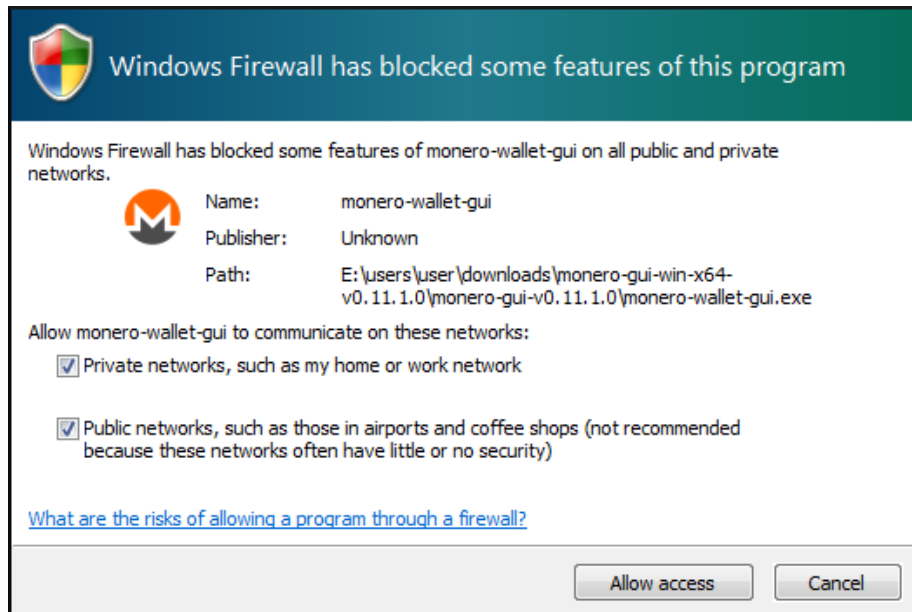 Windows Firewall has blocked some features of this program
Windows Firewall has blocked some features of monero-wallet-gui on all public and private
networks.
Name: monero-wallet-gui
Publisher: Unknown
Path: E:\users\user\downloads\monero-gui-win-x64-
v0.11.1.0\monero-gui-v0.11.1.0\monero-wallet-gui.exe
Allow monero-wallet-gui to communicate on these networks:
Private networks, such as my home or work network
Public networks, such as those in airports and coffee shops (not recommended
because these networks often have little or no security)
What are the risks of allowing a program through a firewall?
Allow access Cancel